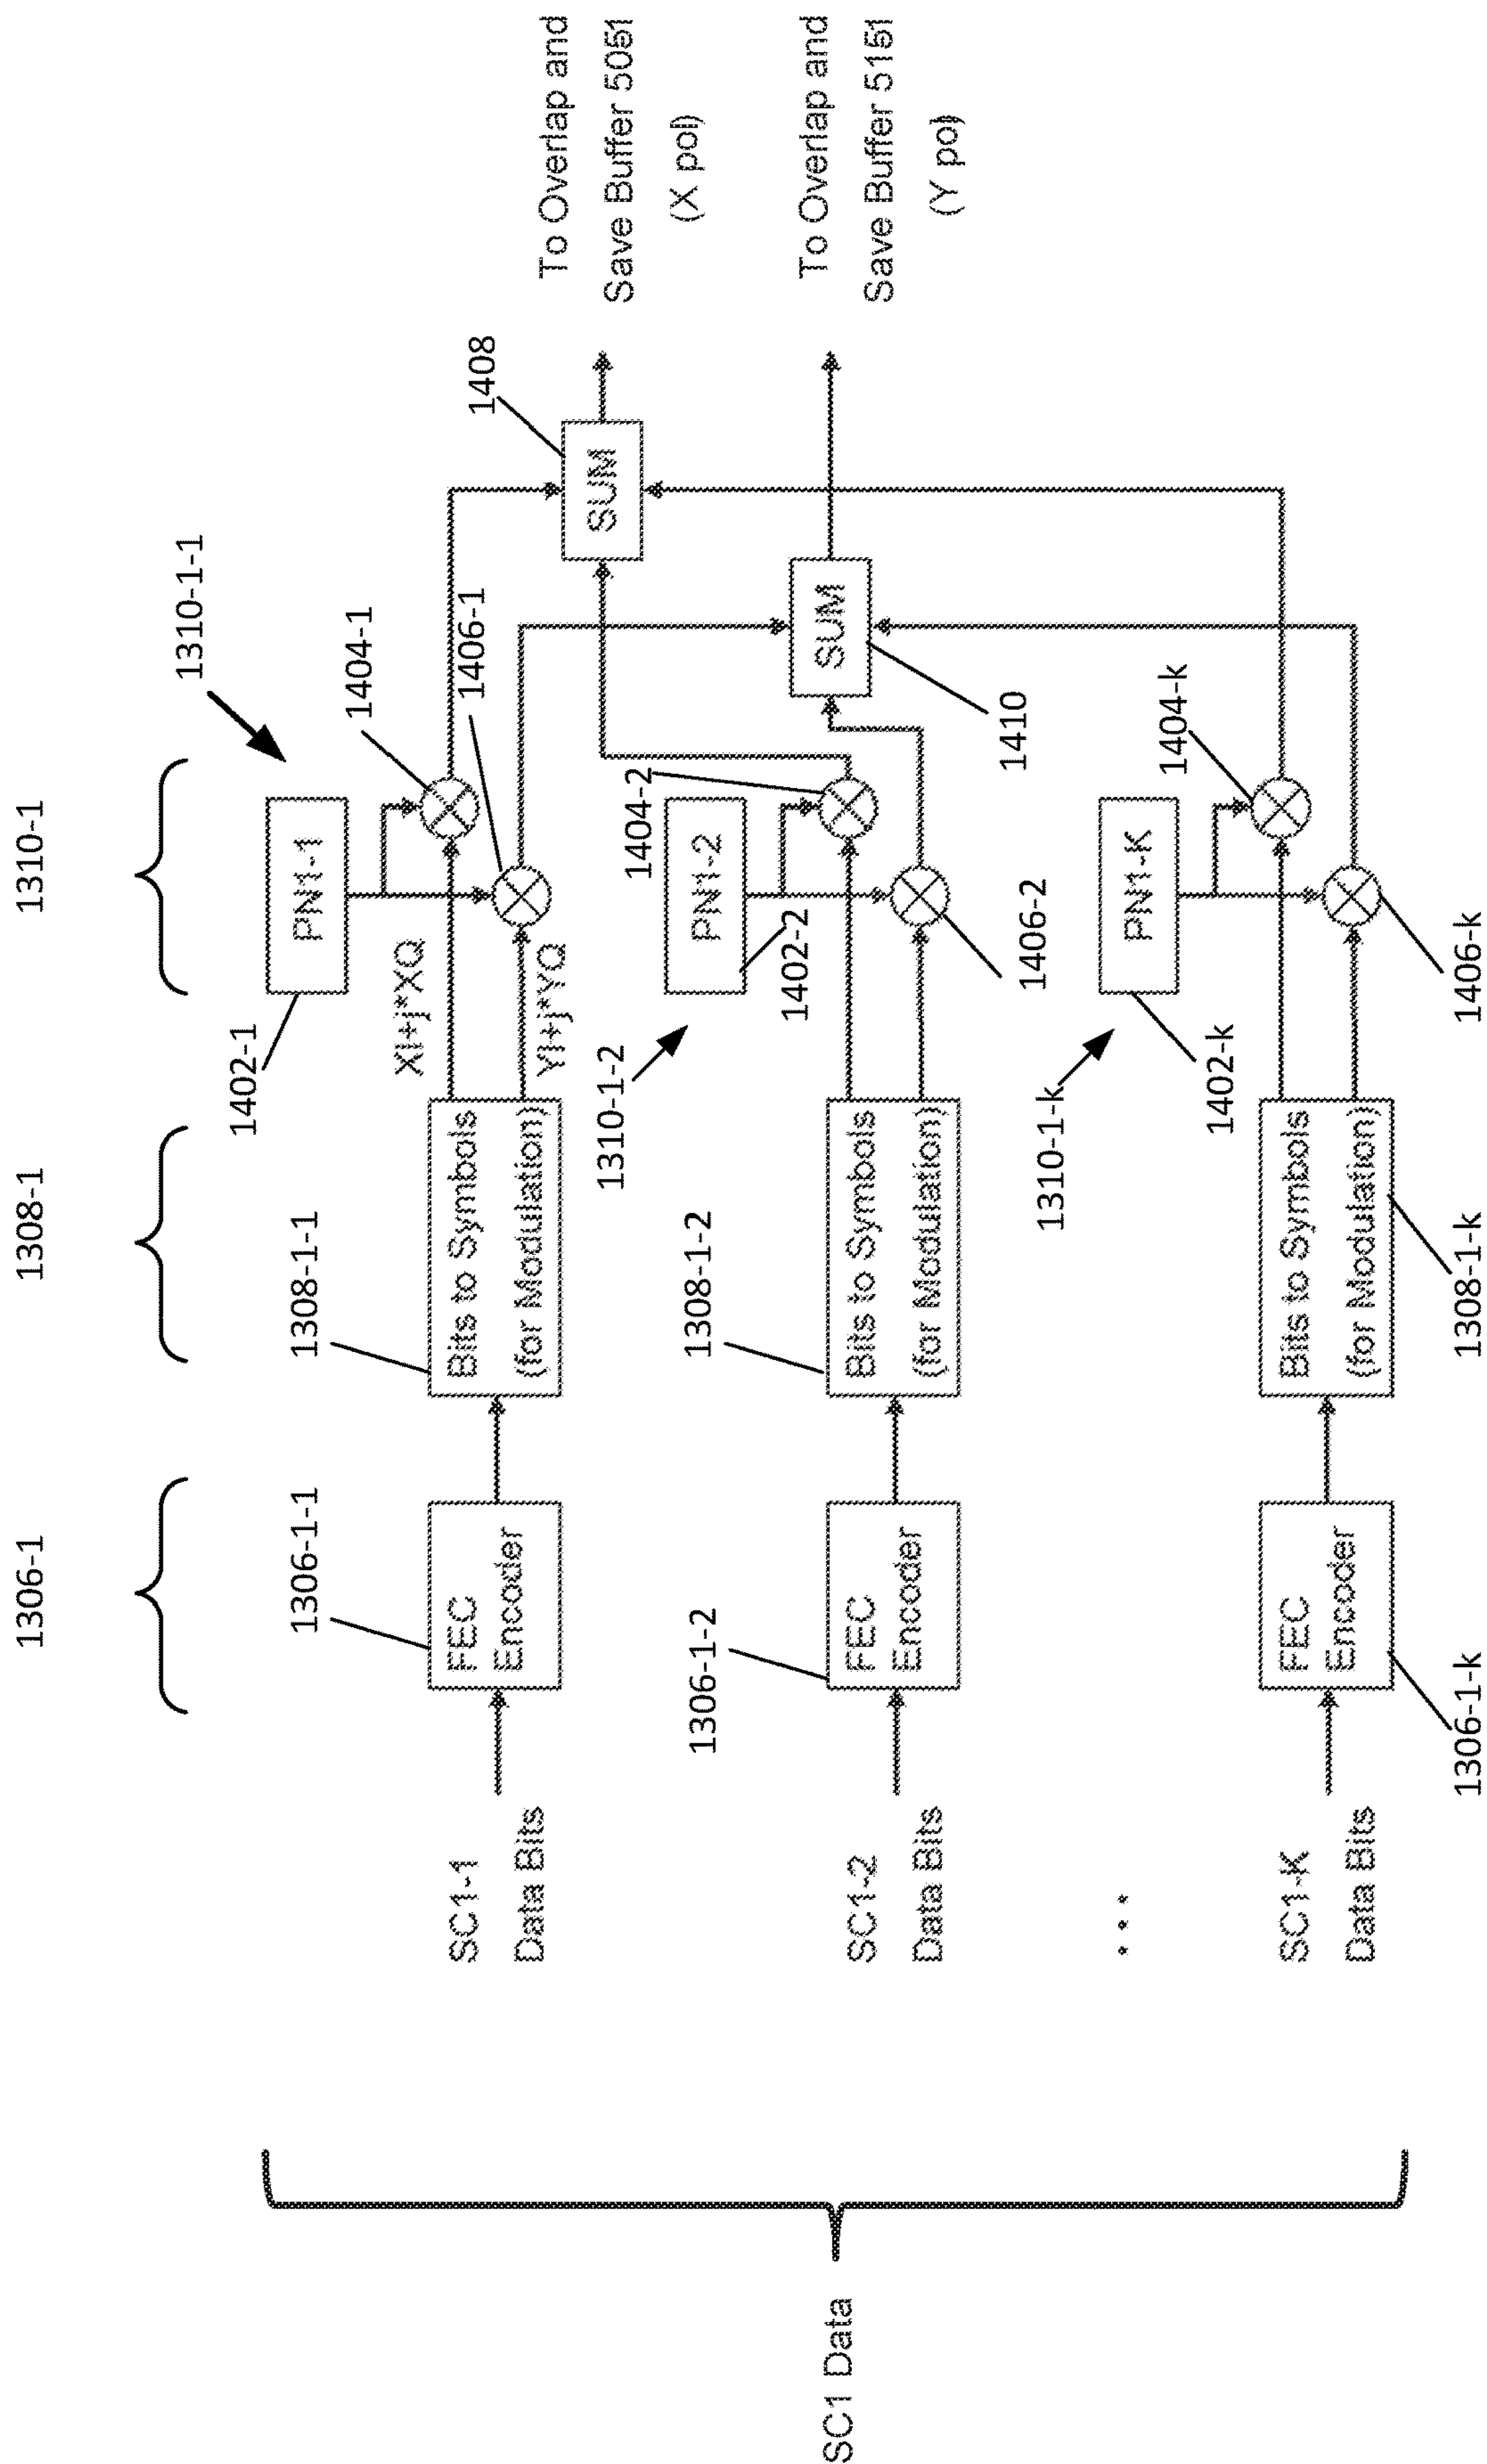 1306-1
1308-1
1310-1
1310-1-1
1402-1
PN1-1
1404-1
1406-1
1408
1306-1-1
1308-1-1
SC1-1
Data Bits
FEC
Encoder
Bits to Symbols
(for Modulation)
XI+j*XQ
YI+j*YQ
SUM
To Overlap and
Save Buffer 5051
(X pol)
1310-1-2
1402-2
PN1-2
1404-2
1406-2
1306-1-2
1308-1-2
SC1 Data
SC1-2
Data Bits
FEC
Encoder
Bits to Symbols
(for Modulation)
SUM
1410
To Overlap and
Save Buffer 5151
(Y pol)
...
1310-1-k
1402-k
PN1-K
1404-k
1406-k
SC1-K
Data Bits
FEC
Encoder
Bits to Symbols
(for Modulation)
1306-1-k
1308-1-k